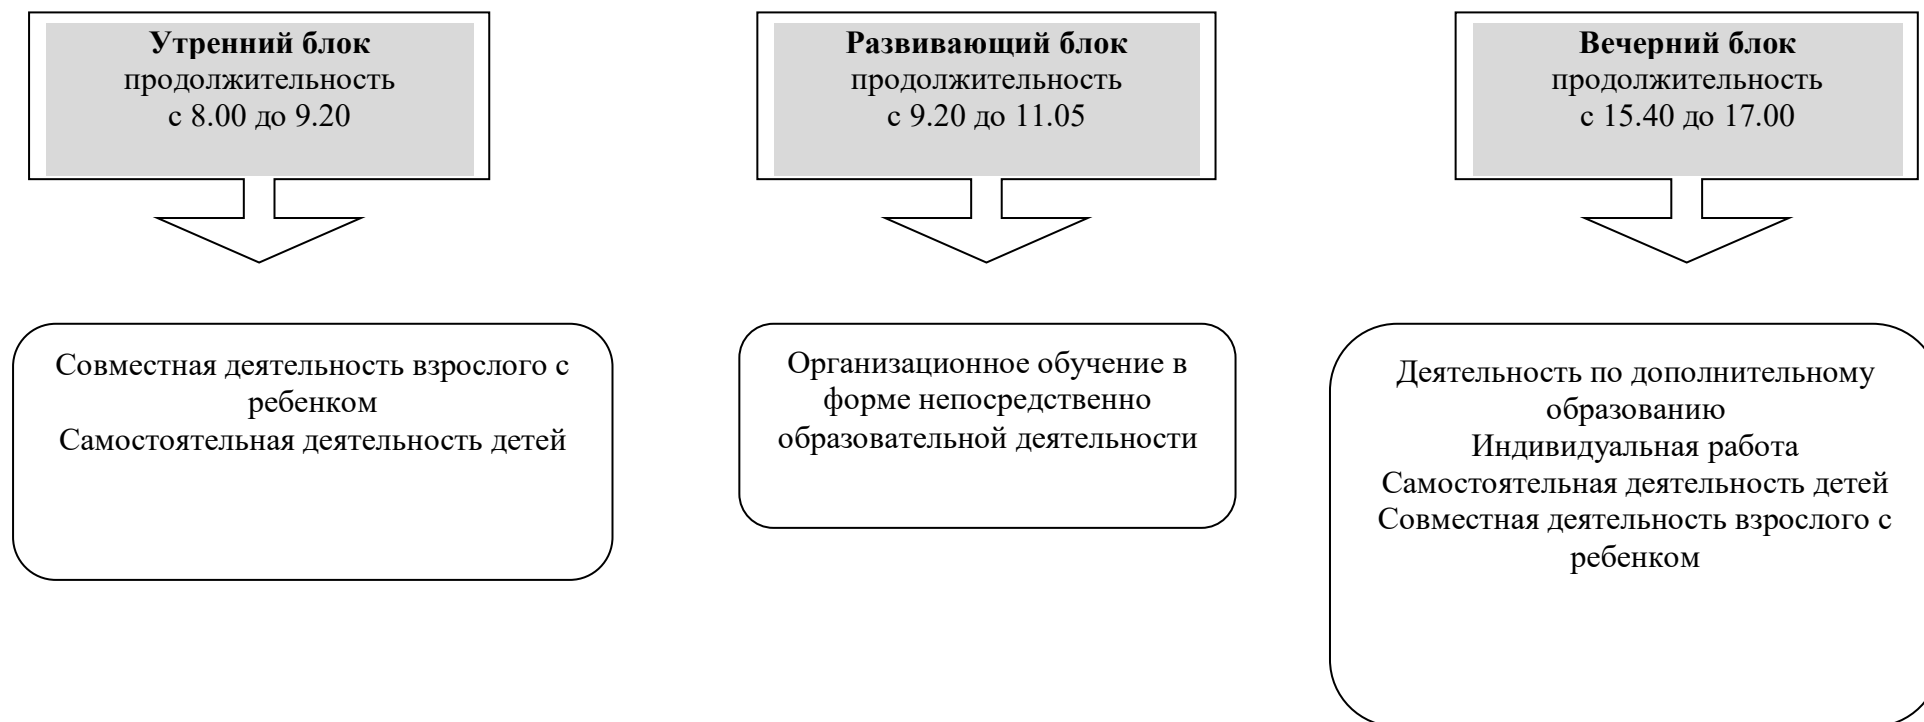 Утренний блок
продолжительность
с 8.00 до 9.20
Развивающий блок
продолжительность
с 9.20 до 11.05
Вечерний блок
продолжительность
с 15.40 до 17.00
Совместная деятельность взрослого с
ребенком
Самостоятельная деятельность детей
Организационное обучение в
форме непосредственно
образовательной деятельности
Деятельность по дополнительному
образованию
Индивидуальная работа
Самостоятельная деятельность детей
Совместная деятельность взрослого с
ребенком